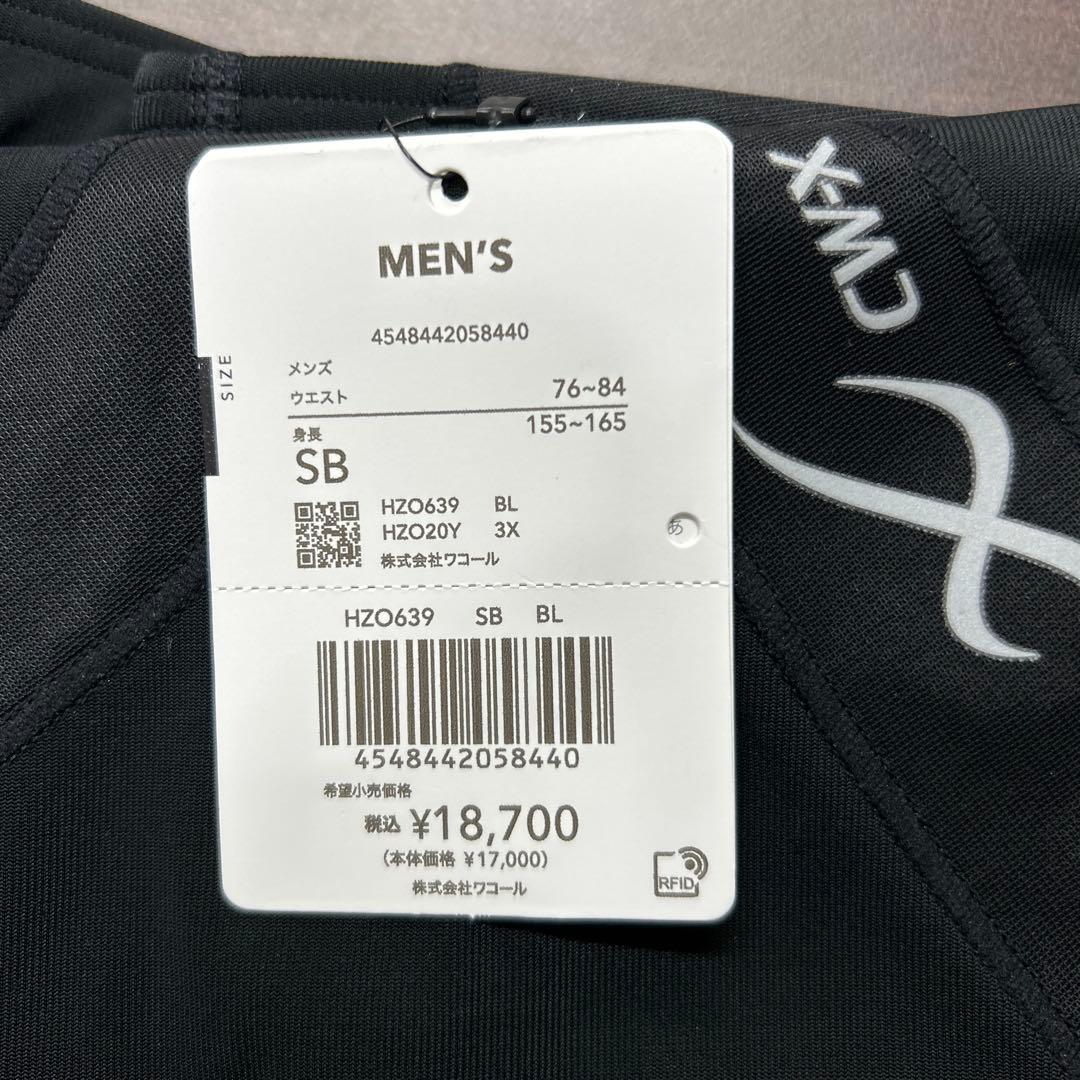 CW-X
MEN'S
4548442058440
SIZE
メンズ
ウエスト 76~84
身長 155~165
SB
HZO639 BL
HZO20Y 3X
株式会社ワコール
あ
HZO639 SB BL
4548442058440
希望小売価格
税込 ¥18,700
(本体価格 ¥17,000)
株式会社ワコール
RFID